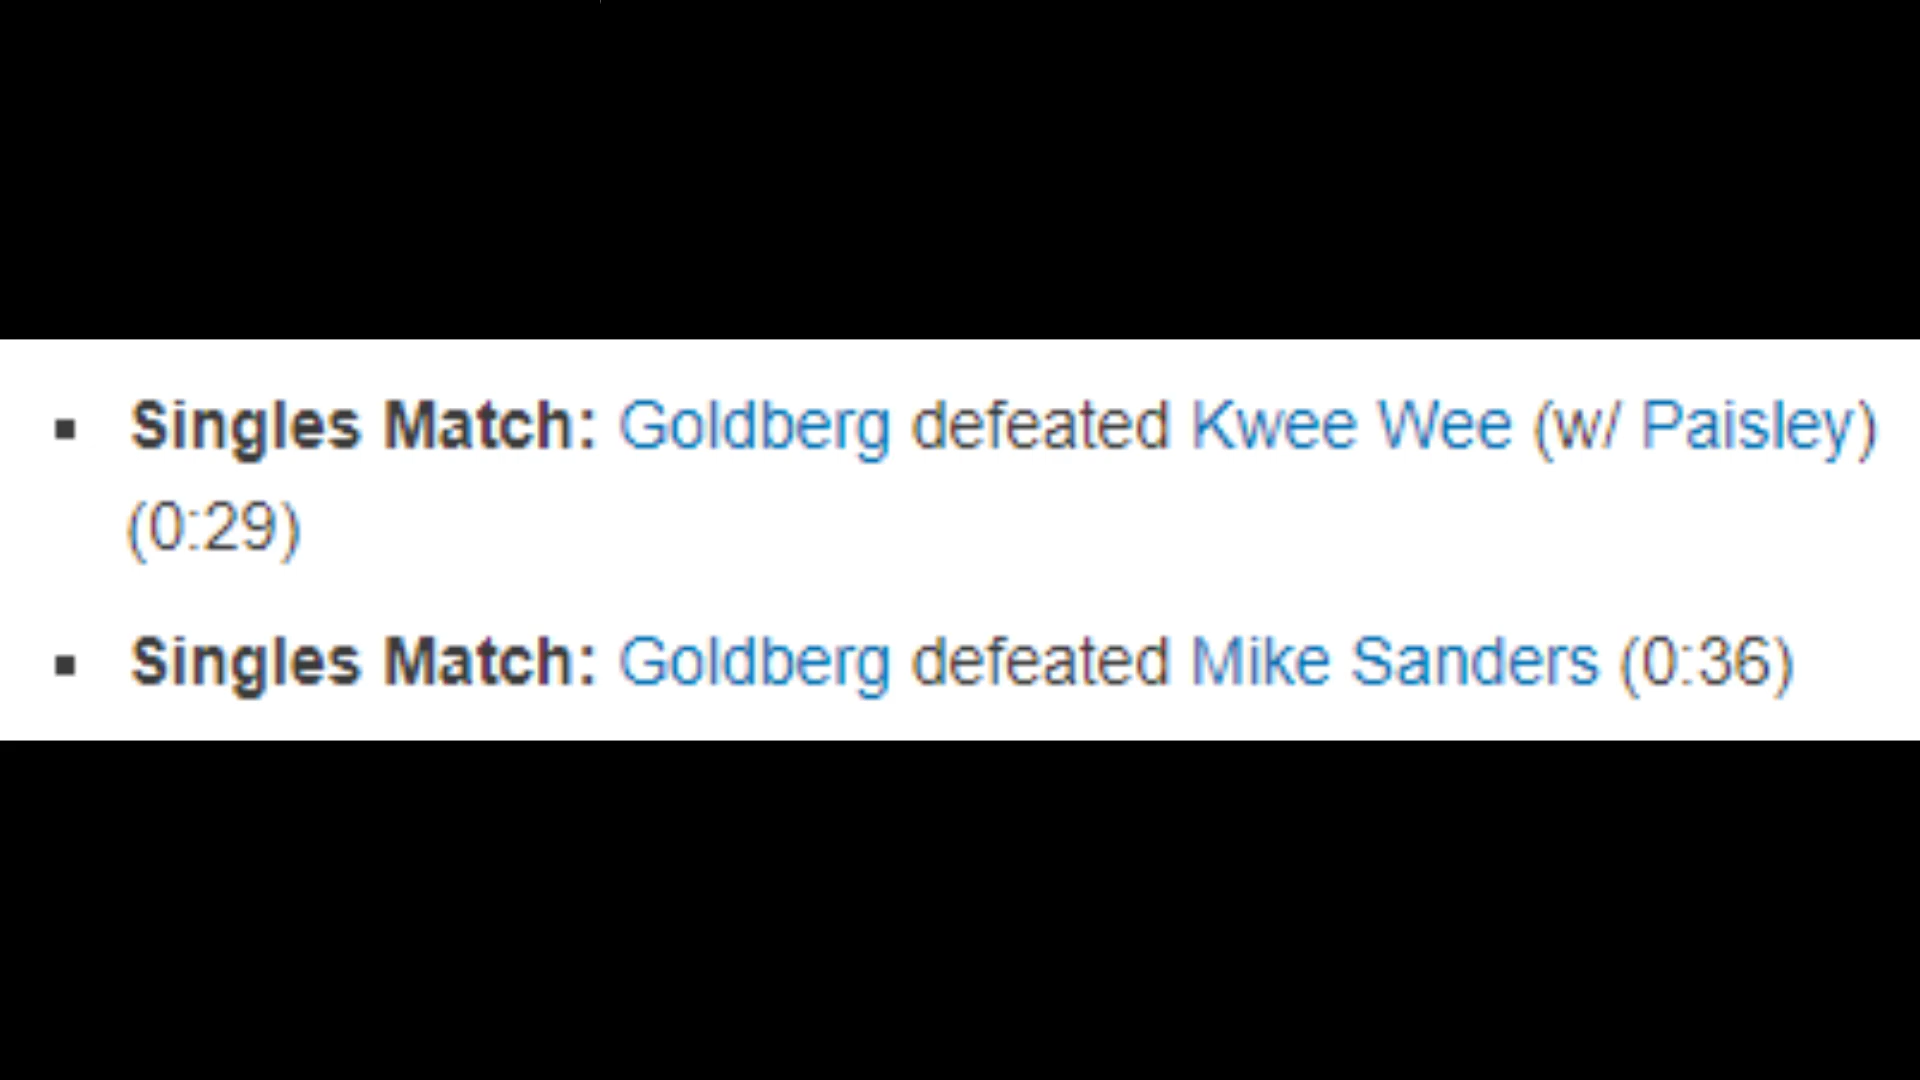 ▪ Singles Match: Goldberg defeated Kwee Wee (w/ Paisley)
(0:29)
▪ Singles Match: Goldberg defeated Mike Sanders (0:36)